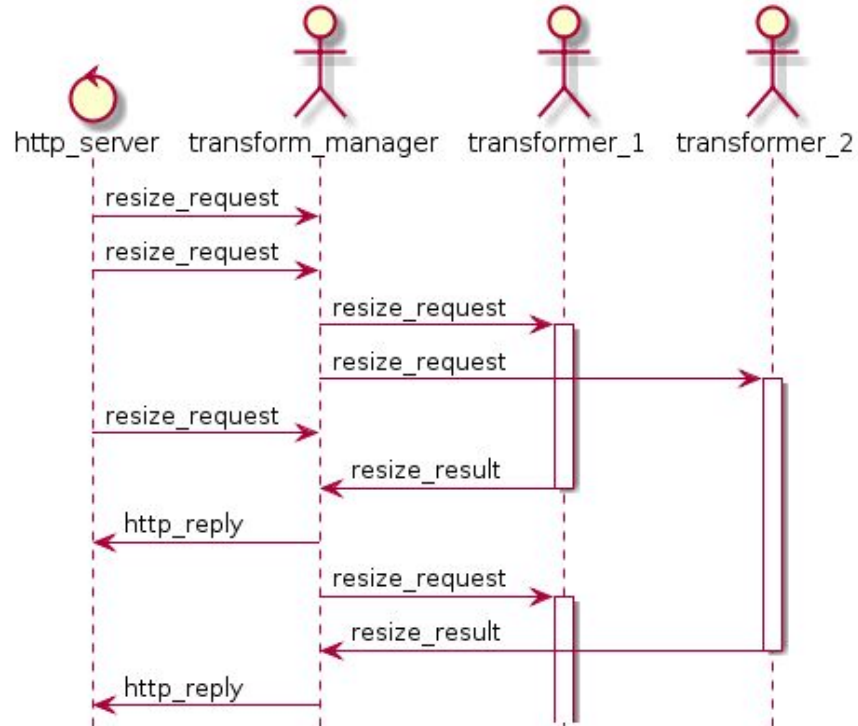 http_server transform_manager transformer_1 transformer_2
resize_request
resize_request
resize_request
resize_request
resize_request
resize_result
http_reply
resize_request
resize_result
http_reply